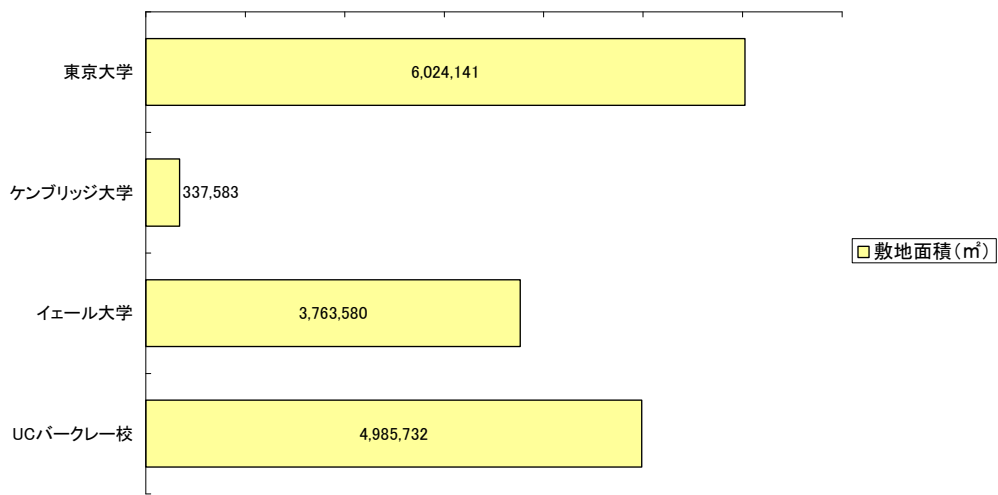 東京大学
6,024,141
ケンブリッジ大学
337,583
敷地面積(㎡)
イェール大学
3,763,580
UCバークレー校
4,985,732